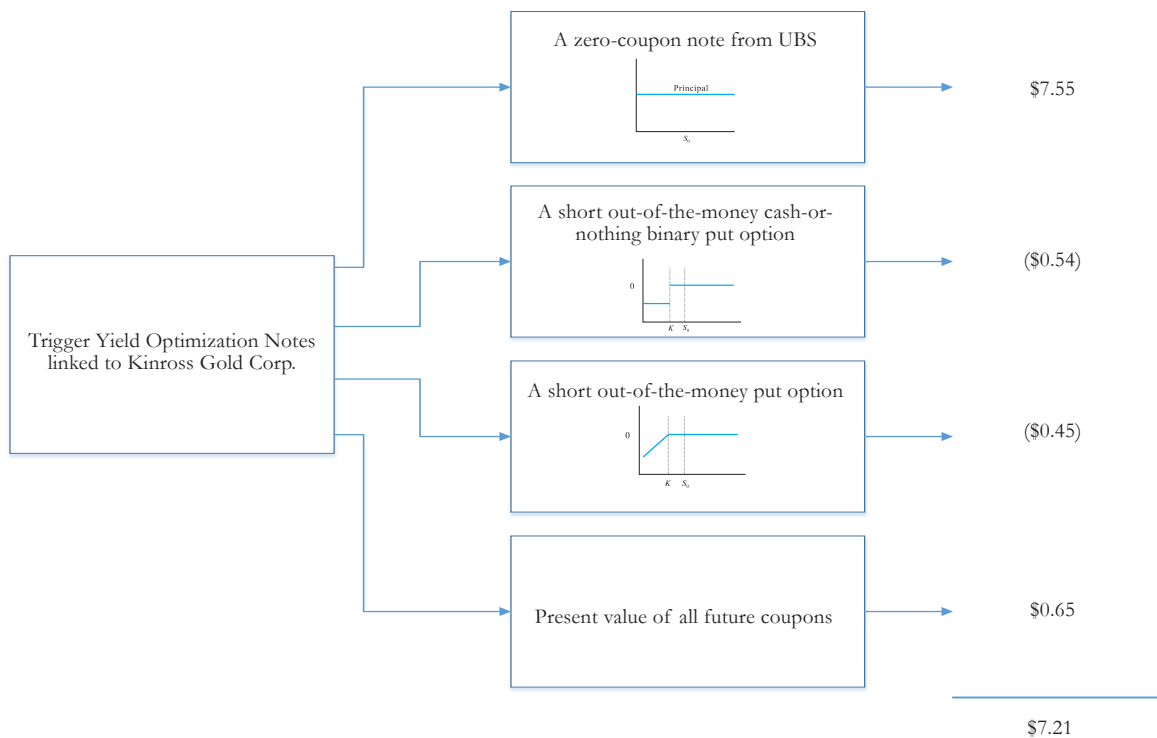 A zero-coupon note from UBS
Principal
S₀
$7.55
A short out-of-the-money cash-or-
nothing binary put option
0
K
S₀
($0.54)
Trigger Yield Optimization Notes
linked to Kinross Gold Corp.
A short out-of-the-money put option
0
K
S₀
($0.45)
Present value of all future coupons
$0.65
$7.21